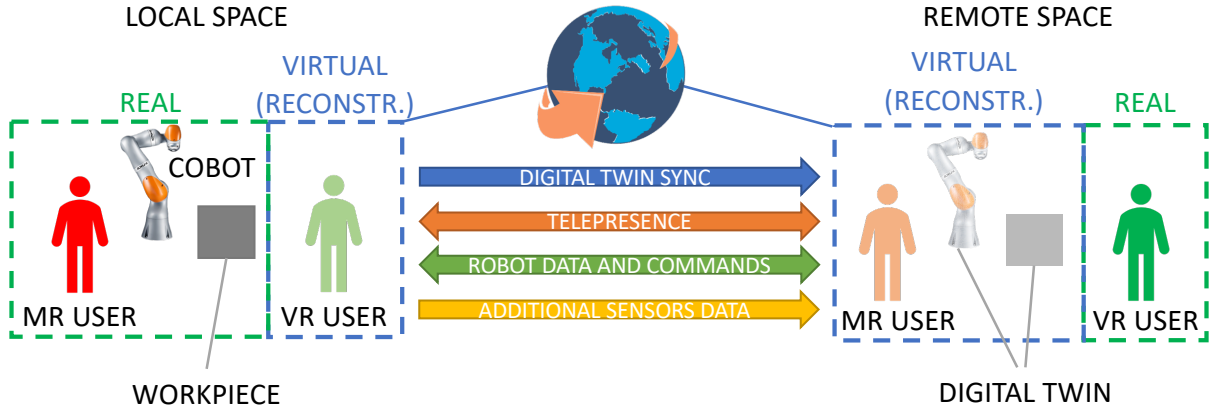 LOCAL SPACE
REMOTE SPACE
VIRTUAL
(RECONSTR.)
REAL
VIRTUAL
(RECONSTR.)
REAL
COBOT
DIGITAL TWIN SYNC
TELEPRESENCE
ROBOT DATA AND COMMANDS
ADDITIONAL SENSORS DATA
MR USER
VR USER
MR USER
VR USER
WORKPIECE
DIGITAL TWIN